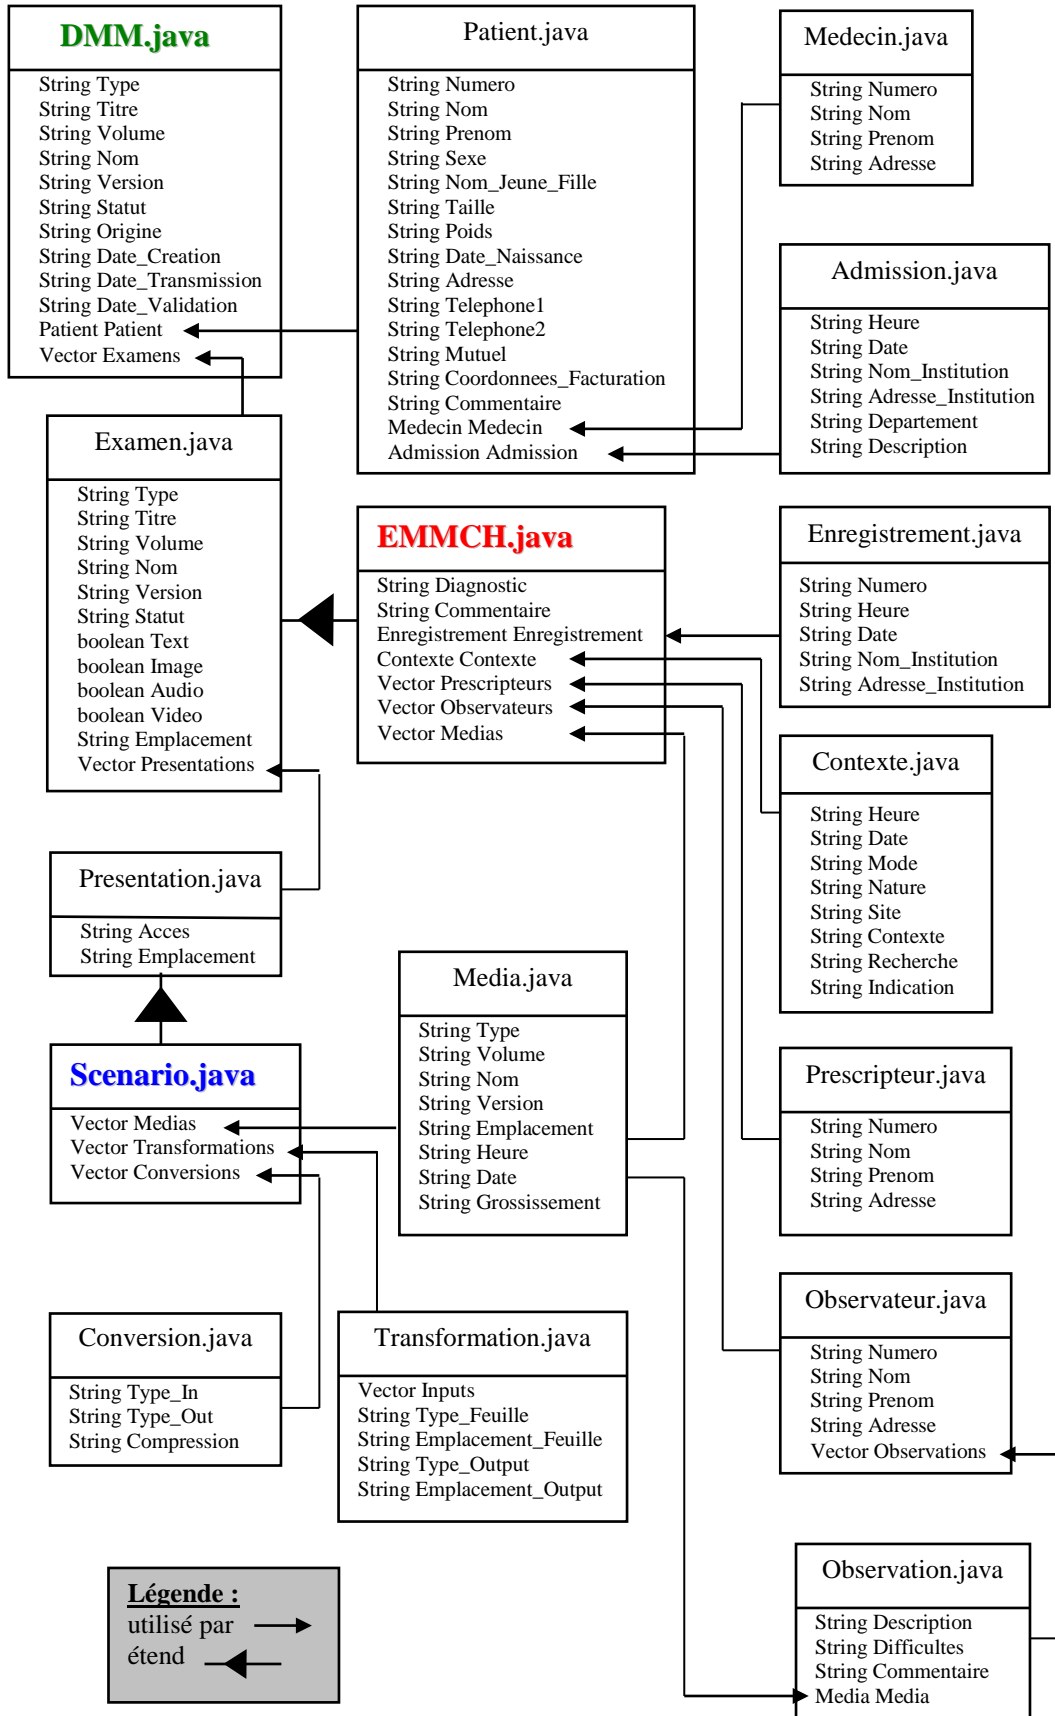 DMM.java
String Type
String Titre
String Volume
String Nom
String Version
String Statut
String Origine
String Date_Creation
String Date_Transmission
String Date_Validation
Patient Patient
Vector Examens
Patient.java
String Numero
String Nom
String Prenom
String Sexe
String Nom_Jeune_Fille
String Taille
String Poids
String Date_Naissance
String Adresse
String Telephone1
String Telephone2
String Mutuel
String Coordonnees_Facturation
String Commentaire
Medecin Medecin
Admission Admission
Medecin.java
String Numero
String Nom
String Prenom
String Adresse
Admission.java
String Heure
String Date
String Nom_Institution
String Adresse_Institution
String Departement
String Description
Examen.java
String Type
String Titre
String Volume
String Nom
String Version
String Statut
boolean Text
boolean Image
boolean Audio
boolean Video
String Emplacement
Vector Presentations
EMMCH.java
String Diagnostic
String Commentaire
Enregistrement Enregistrement
Contexte Contexte
Vector Prescripteurs
Vector Observateurs
Vector Medias
Enregistrement.java
String Numero
String Heure
String Date
String Nom_Institution
String Adresse_Institution
Contexte.java
String Heure
String Date
String Mode
String Nature
String Site
String Contexte
String Recherche
String Indication
Presentation.java
String Acces
String Emplacement
Media.java
String Type
String Volume
String Nom
String Version
String Emplacement
String Heure
String Date
String Grossissement
Scenario.java
Vector Medias
Vector Transformations
Vector Conversions
Prescripteur.java
String Numero
String Nom
String Prenom
String Adresse
Conversion.java
String Type_In
String Type_Out
String Compression
Transformation.java
Vector Inputs
String Type_Feuille
String Emplacement_Feuille
String Type_Output
String Emplacement_Output
Observateur.java
String Numero
String Nom
String Prenom
String Adresse
Vector Observations
Observation.java
String Description
String Difficultes
String Commentaire
Media Media
Légende :
utilisé par
étend